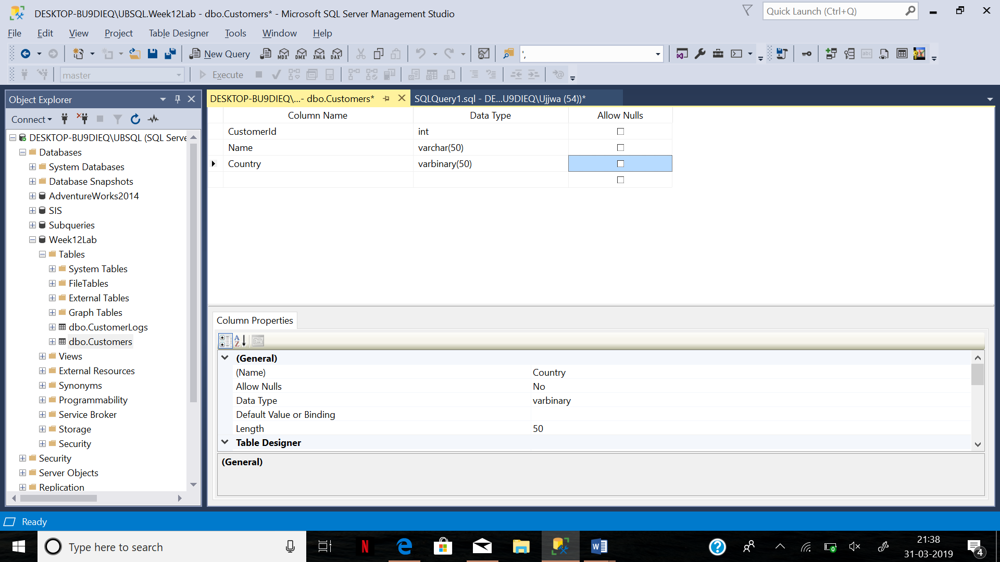 DESKTOP-BU9DIEQ\UBSQL.Week12Lab - dbo.Customers* - Microsoft SQL Server Management Studio
Quick Launch (Ctrl+Q)
File Edit View Project Table Designer Tools Window Help
New Query MDX DMX XMLA DAX ',
master Execute
Object Explorer
Connect
DESKTOP-BU9DIEQ\UBSQL (SQL Serve
Databases
System Databases
Database Snapshots
AdventureWorks2014
SIS
Subqueries
Week12Lab
Tables
System Tables
FileTables
External Tables
Graph Tables
dbo.CustomerLogs
dbo.Customers
Views
External Resources
Synonyms
Programmability
Service Broker
Storage
Security
Security
Server Objects
Replication
DESKTOP-BU9DIEQ\...- dbo.Customers* SQLQuery1.sql - DE...U9DIEQ\Ujjwa (54))*
Column Name Data Type Allow Nulls
CustomerId int
Name varchar(50)
Country varbinary(50)
Column Properties
(General)
(Name) Country
Allow Nulls No
Data Type varbinary
Default Value or Binding
Length 50
Table Designer
(General)
Ready
Type here to search
21:38
31-03-2019
4